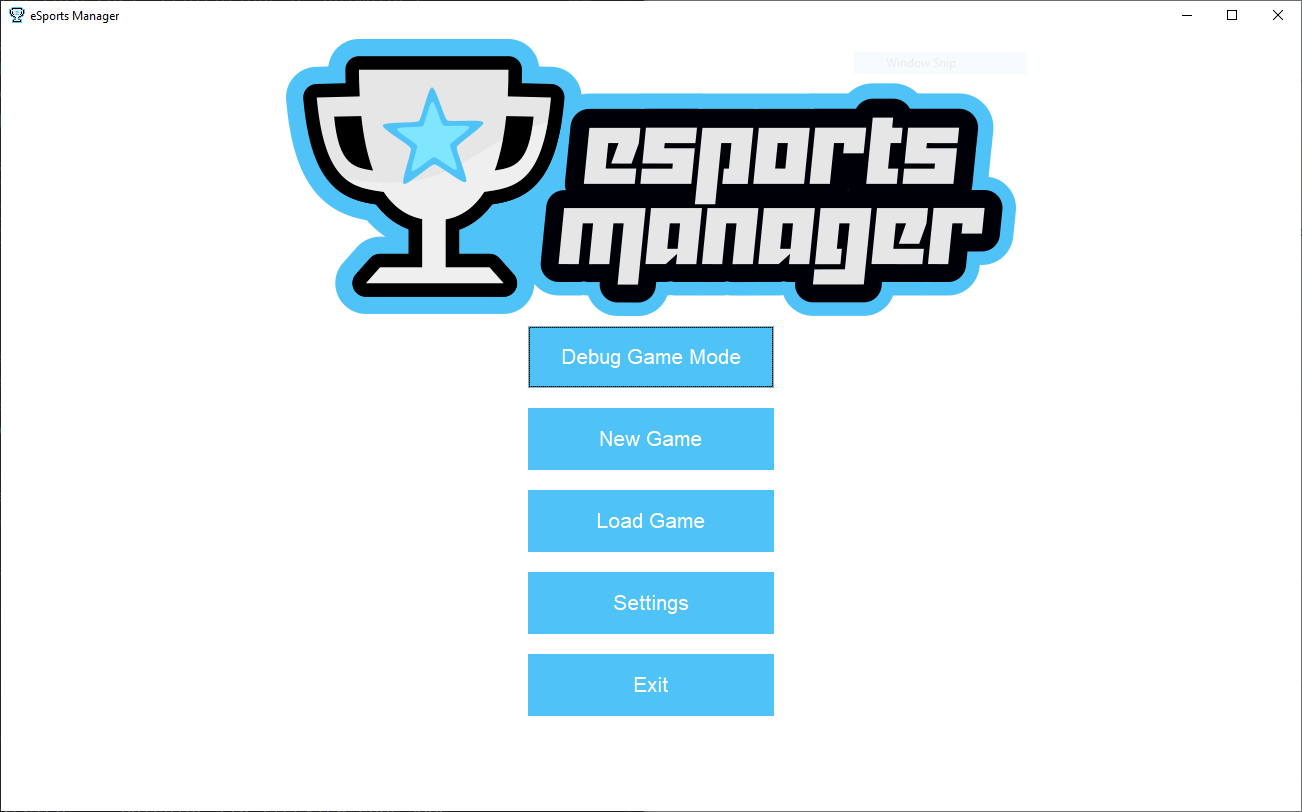 eSports Manager
Window Snip
esports
manager
Debug Game Mode
New Game
Load Game
Settings
Exit